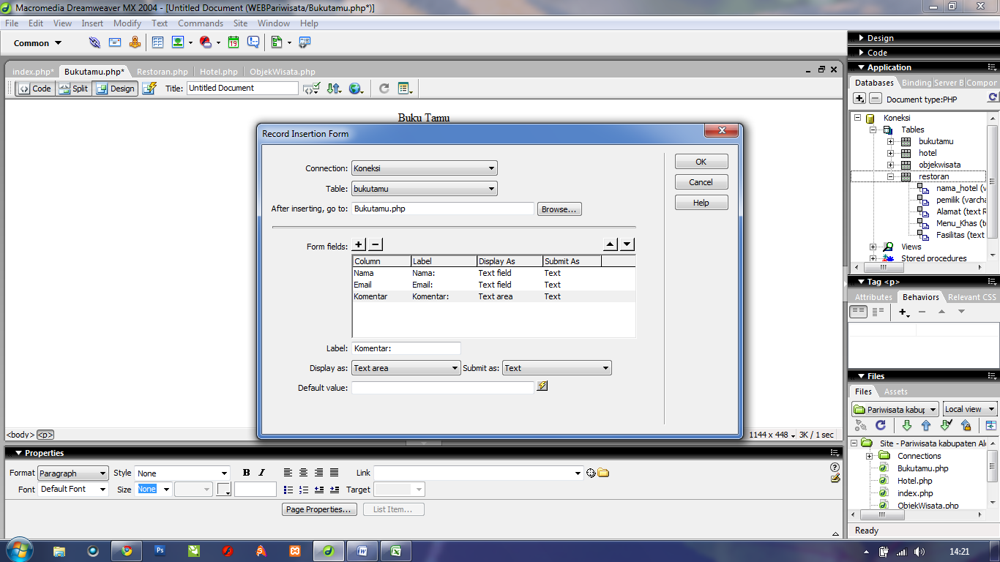 Macromedia Dreamweaver MX 2004 - [Untitled Document (WEBPariwisata/Bukutamu.php*)]
File Edit View Insert Modify Text Commands Site Window Help
Common
index.php* Bukutamu.php* Restoran.php Hotel.php ObjekWisata.php
Code Split Design Title: Untitled Document
Buku Tamu
Record Insertion Form
Connection: Koneksi
Table: bukutamu
After inserting, go to: Bukutamu.php Browse...
OK
Cancel
Help
Form fields:
Column Label Display As Submit As
Nama Nama: Text field Text
Email Email: Text field Text
Komentar Komentar: Text area Text
Label: Komentar:
Display as: Text area Submit as: Text
Default value:
<body> <p> 1144 x 448 3K / 1 sec
Properties
Format Paragraph Style None B I Link
Font Default Font Size None Target
Page Properties... List Item...
Design
Code
Application
Databases Binding Server B Compor
Document type:PHP
Koneksi
Tables
bukutamu
hotel
objekwisata
restoran
nama_hotel (v
pemilik (varcha
Alamat (text R
Menu_Khas (t
Fasilitas (text
Views
Stored procedures
Tag <p>
Attributes Behaviors Relevant CSS
Files
Files Assets
Pariwisata kabup Local view
Site - Pariwisata kabupaten Al
Connections
Bukutamu.php
Hotel.php
index.php
ObjekWisata.php
Ready
14:21